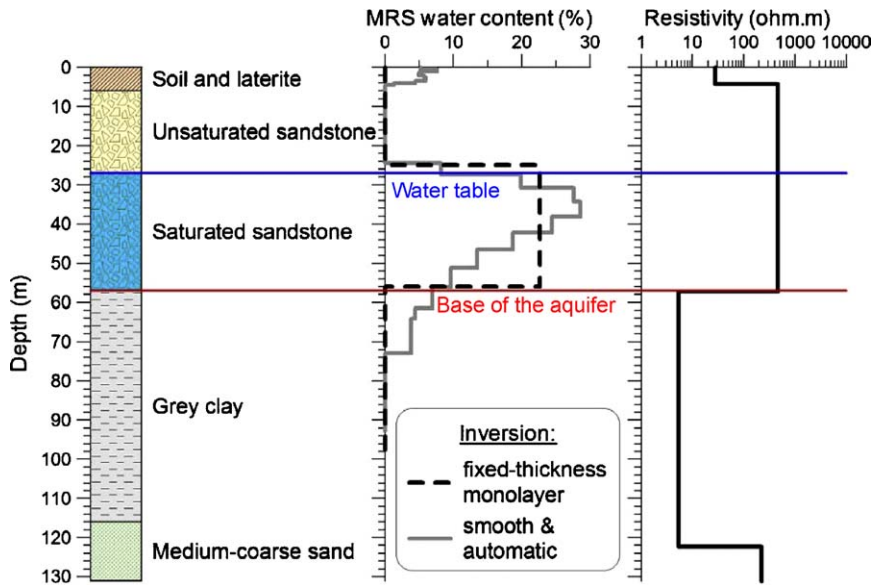 MRS water content (%)
0 10 20 30
Resistivity (ohm.m)
1 10 100 1000 10000
Depth (m)
0
10
20
30
40
50
60
70
80
90
100
110
120
130
Soil and laterite
Unsaturated sandstone
Saturated sandstone
Grey clay
Medium-coarse sand
Water table
Base of the aquifer
Inversion:
fixed-thickness
monolayer
smooth &
automatic